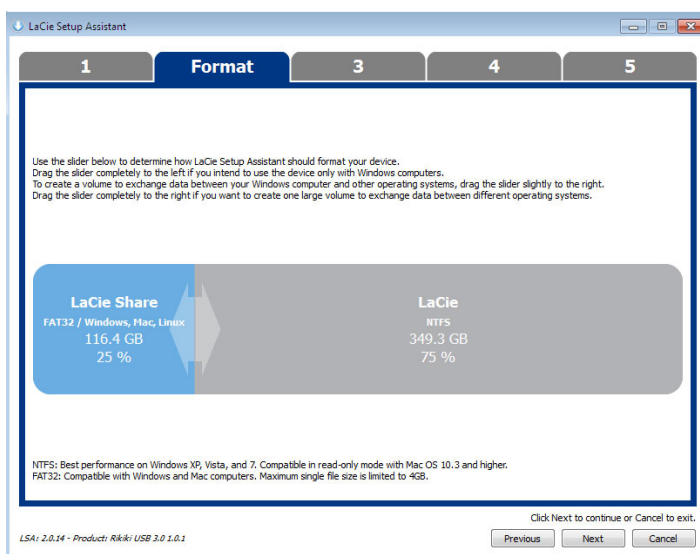 LaCie Setup Assistant
1 Format 3 4 5
Use the slider below to determine how LaCie Setup Assistant should format your device.
Drag the slider completely to the left if you intend to use the device only with Windows computers.
To create a volume to exchange data between your Windows computer and other operating systems, drag the slider slightly to the right.
Drag the slider completely to the right if you want to create one large volume to exchange data between different operating systems.
LaCie Share
FAT32 / Windows, Mac, Linux
116.4 GB
25 %
LaCie
NTFS
349.3 GB
75 %
NTFS: Best performance on Windows XP, Vista, and 7. Compatible in read-only mode with Mac OS 10.3 and higher.
FAT32: Compatible with Windows and Mac computers. Maximum single file size is limited to 4GB.
Click Next to continue or Cancel to exit.
LSA: 2.0.14 - Product: Rikiki USB 3.0 1.0.1
Previous Next Cancel